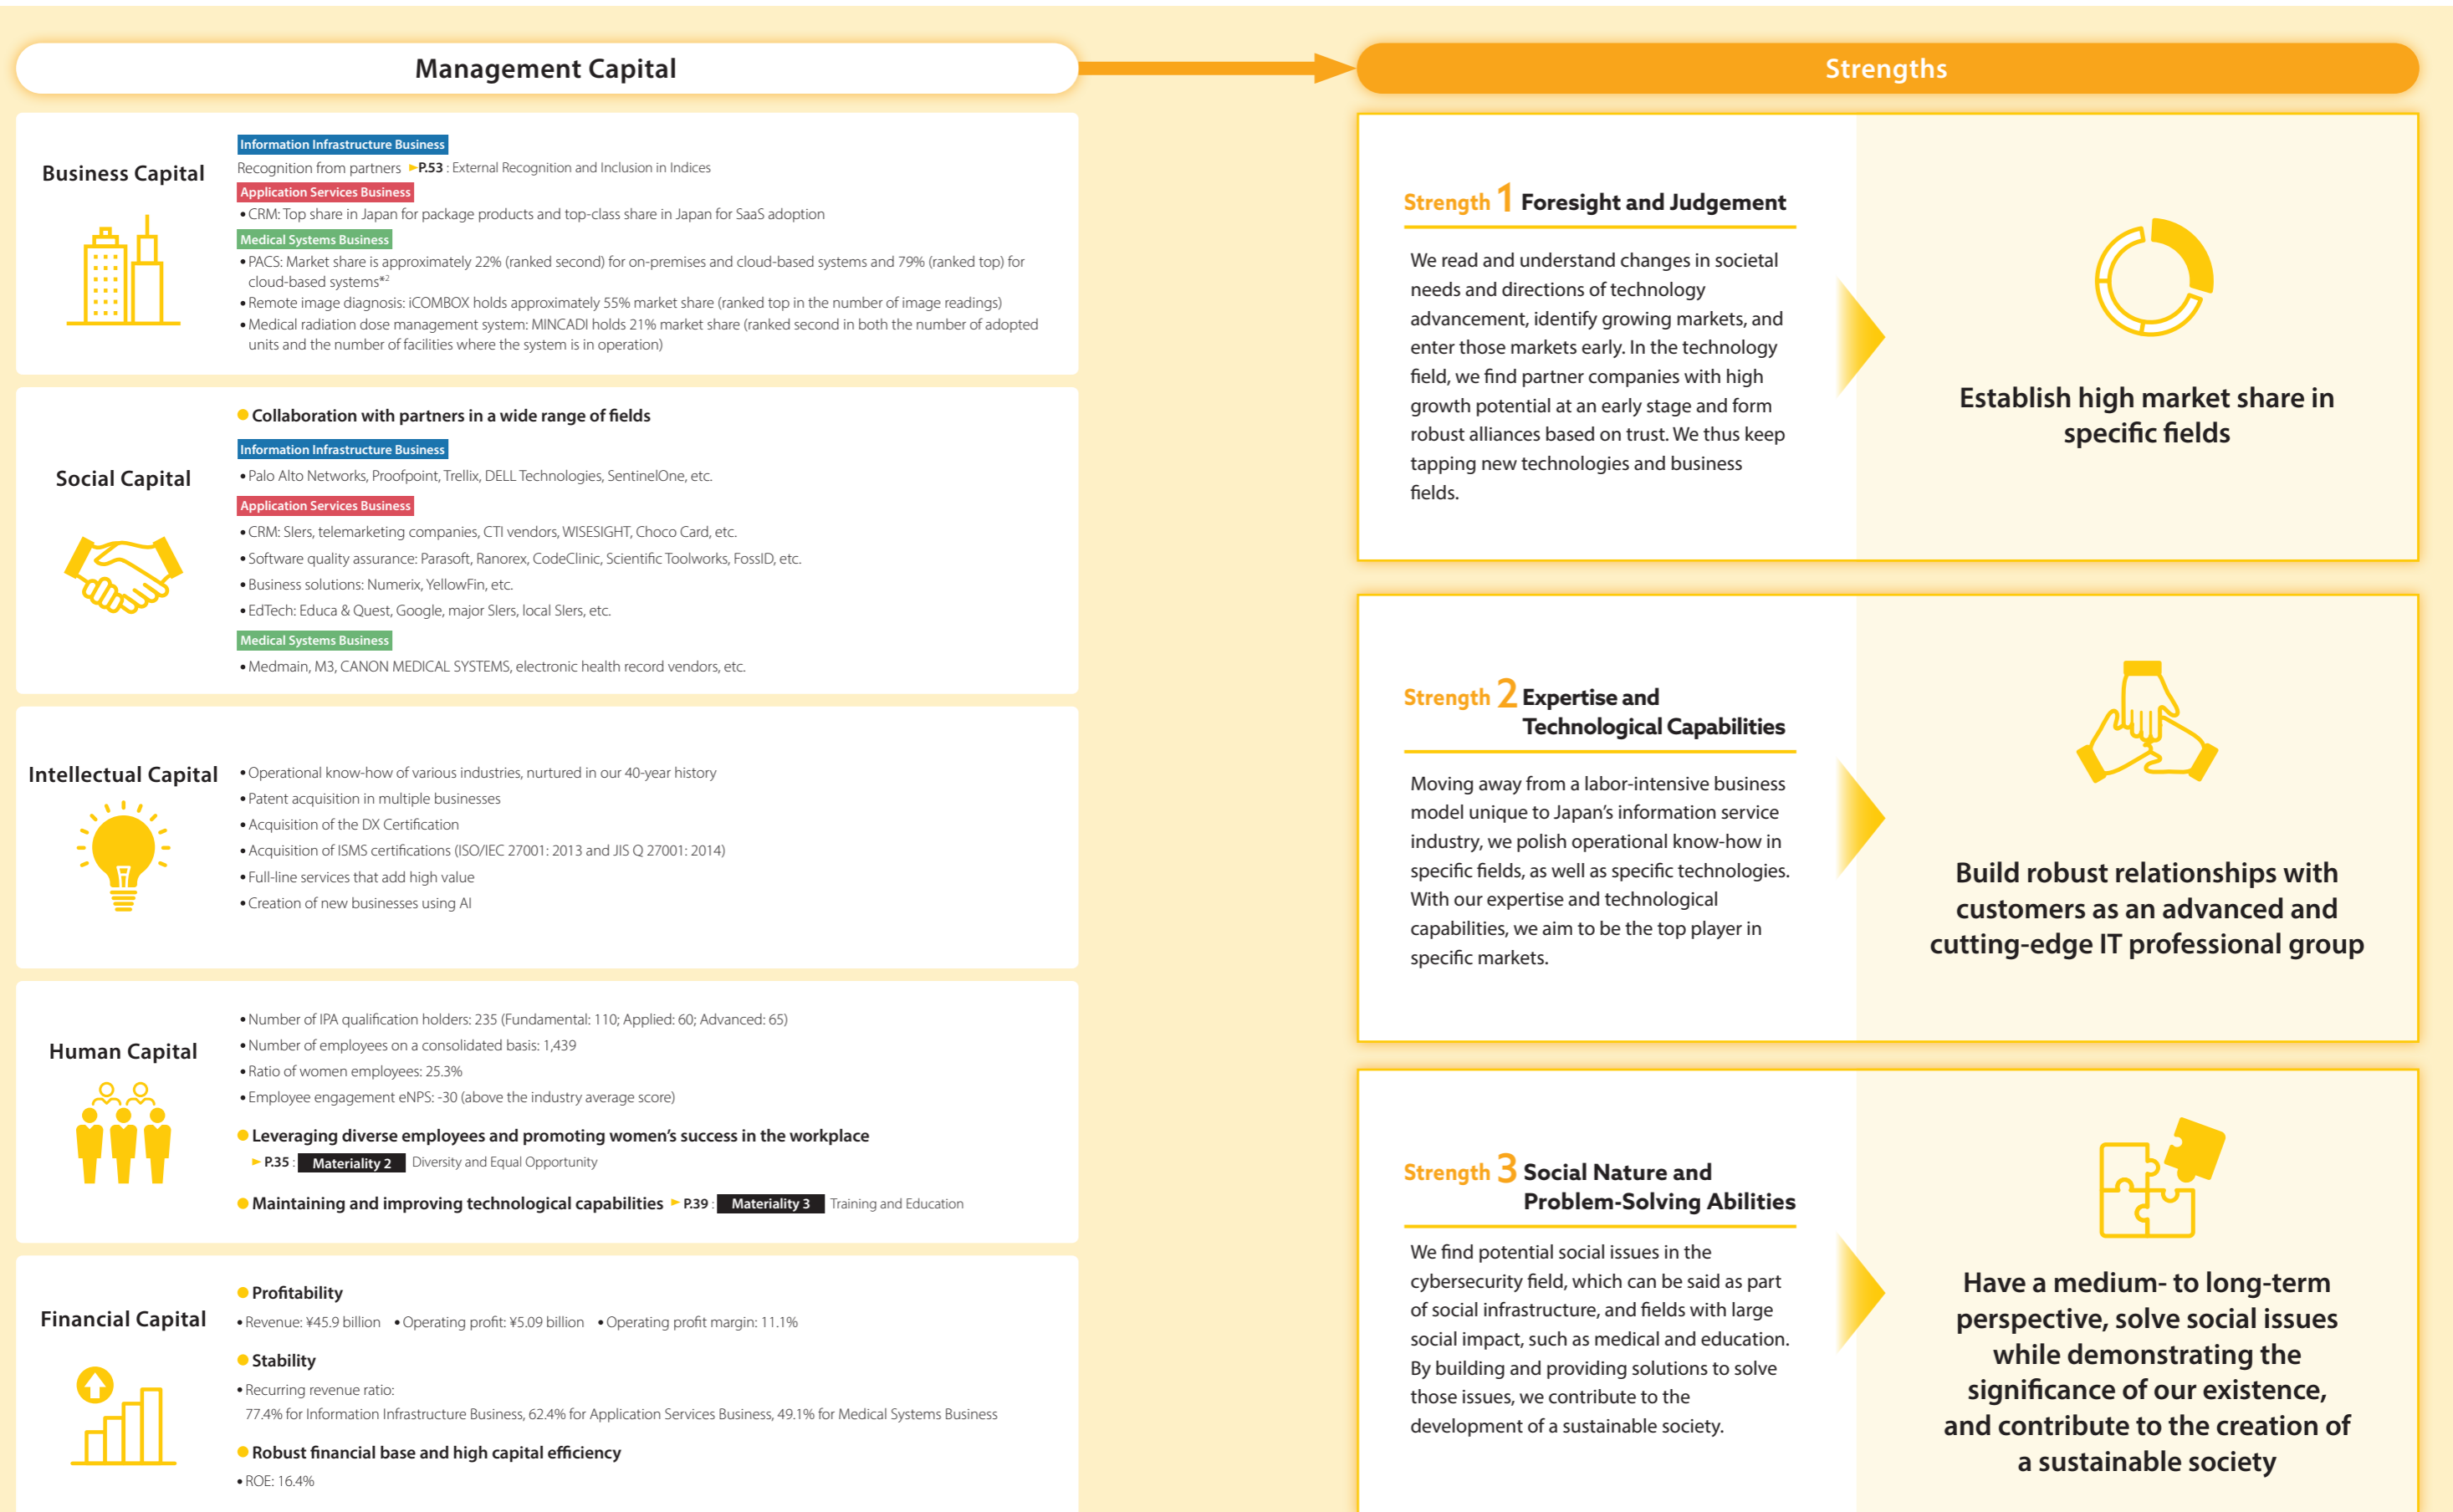 Management Capital
Business Capital
Information Infrastructure Business
Recognition from partners ►P.53 : External Recognition and Inclusion in Indices
Application Services Business
• CRM: Top share in Japan for package products and top-class share in Japan for SaaS adoption
Medical Systems Business
• PACS: Market share is approximately 22% (ranked second) for on-premises and cloud-based systems and 79% (ranked top) for
cloud-based systems*2
• Remote image diagnosis: iCOMBOX holds approximately 55% market share (ranked top in the number of image readings)
• Medical radiation dose management system: MINCADI holds 21% market share (ranked second in both the number of adopted
units and the number of facilities where the system is in operation)
Social Capital
● Collaboration with partners in a wide range of fields
Information Infrastructure Business
• Palo Alto Networks, Proofpoint, Trellix, DELL Technologies, SentinelOne, etc.
Application Services Business
• CRM: SIers, telemarketing companies, CTI vendors, WISESIGHT, Choco Card, etc.
• Software quality assurance: Parasoft, Ranorex, CodeClinic, Scientific Toolworks, FossID, etc.
• Business solutions: Numerix, YellowFin, etc.
• EdTech: Educa & Quest, Google, major SIers, local SIers, etc.
Medical Systems Business
• Medmain, M3, CANON MEDICAL SYSTEMS, electronic health record vendors, etc.
Intellectual Capital
• Operational know-how of various industries, nurtured in our 40-year history
• Patent acquisition in multiple businesses
• Acquisition of the DX Certification
• Acquisition of ISMS certifications (ISO/IEC 27001: 2013 and JIS Q 27001: 2014)
• Full-line services that add high value
• Creation of new businesses using AI
Human Capital
• Number of IPA qualification holders: 235 (Fundamental: 110; Applied: 60; Advanced: 65)
• Number of employees on a consolidated basis: 1,439
• Ratio of women employees: 25.3%
• Employee engagement eNPS: -30 (above the industry average score)
● Leveraging diverse employees and promoting women's success in the workplace
► P.35 : Materiality 2 Diversity and Equal Opportunity
● Maintaining and improving technological capabilities ► P.39 : Materiality 3 Training and Education
Financial Capital
● Profitability
• Revenue: ¥45.9 billion • Operating profit: ¥5.09 billion • Operating profit margin: 11.1%
● Stability
• Recurring revenue ratio:
77.4% for Information Infrastructure Business, 62.4% for Application Services Business, 49.1% for Medical Systems Business
● Robust financial base and high capital efficiency
• ROE: 16.4%
Strengths
Strength 1 Foresight and Judgement
We read and understand changes in societal
needs and directions of technology
advancement, identify growing markets, and
enter those markets early. In the technology
field, we find partner companies with high
growth potential at an early stage and form
robust alliances based on trust. We thus keep
tapping new technologies and business
fields.
Establish high market share in
specific fields
Strength 2 Expertise and
Technological Capabilities
Moving away from a labor-intensive business
model unique to Japan's information service
industry, we polish operational know-how in
specific fields, as well as specific technologies.
With our expertise and technological
capabilities, we aim to be the top player in
specific markets.
Build robust relationships with
customers as an advanced and
cutting-edge IT professional group
Strength 3 Social Nature and
Problem-Solving Abilities
We find potential social issues in the
cybersecurity field, which can be said as part
of social infrastructure, and fields with large
social impact, such as medical and education.
By building and providing solutions to solve
those issues, we contribute to the
development of a sustainable society.
Have a medium- to long-term
perspective, solve social issues
while demonstrating the
significance of our existence,
and contribute to the creation of
a sustainable society